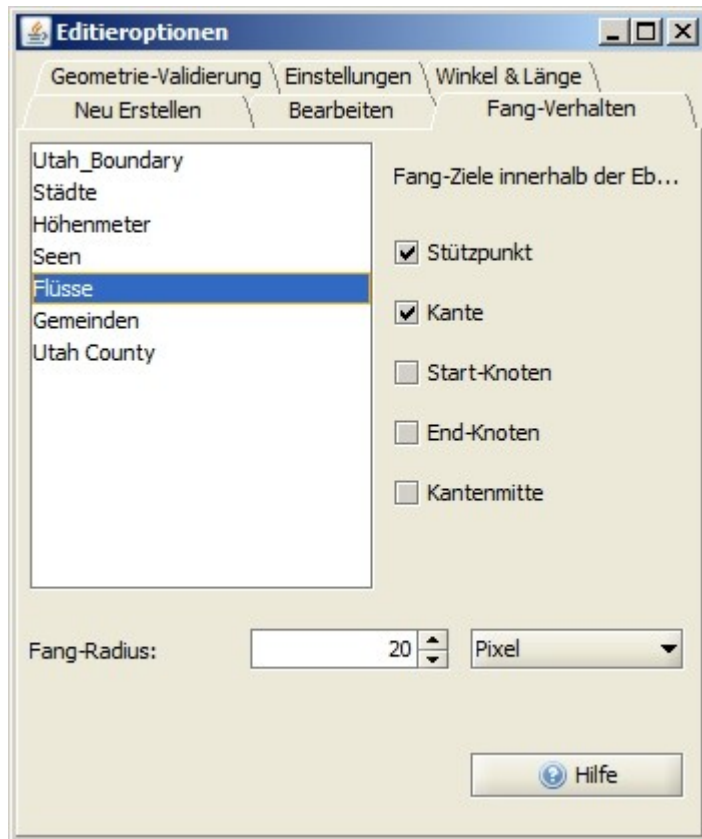 Editieroptionen
Geometrie-Validierung Einstellungen Winkel & Länge
Neu Erstellen Bearbeiten Fang-Verhalten
Utah_Boundary
Städte
Höhenmeter
Seen
Flüsse
Gemeinden
Utah County
Fang-Ziele innerhalb der Eb...
Stützpunkt
Kante
Start-Knoten
End-Knoten
Kantenmitte
Fang-Radius: 20 Pixel
Hilfe